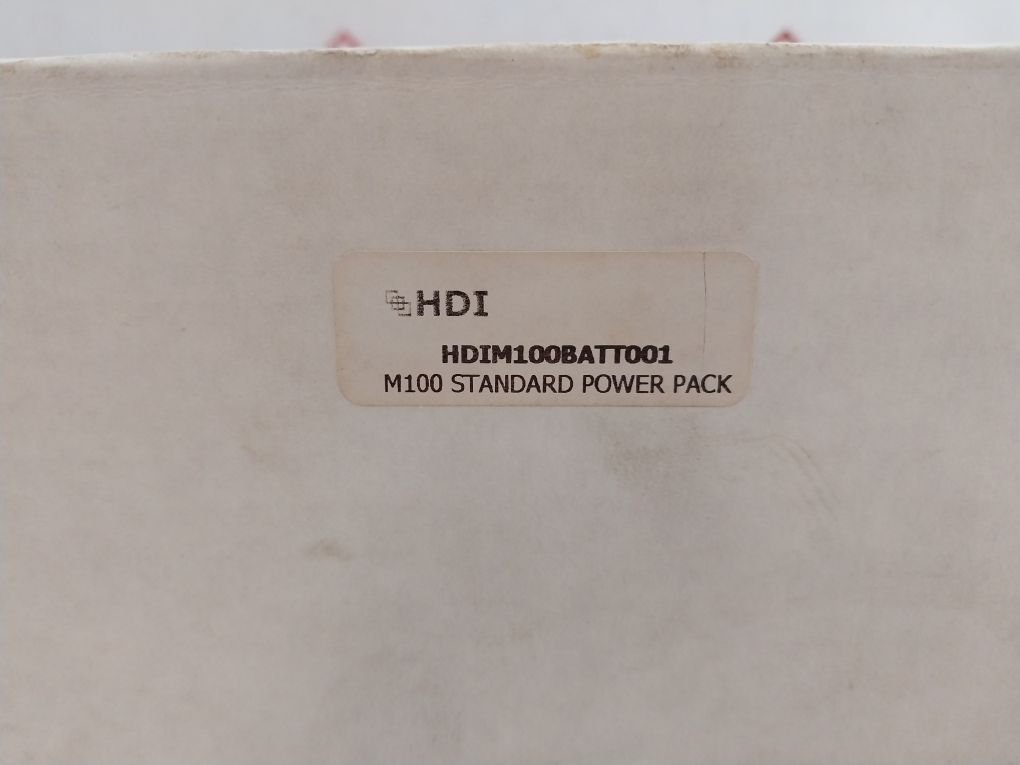 HDI
HDIM100BATT001
M100 STANDARD POWER PACK